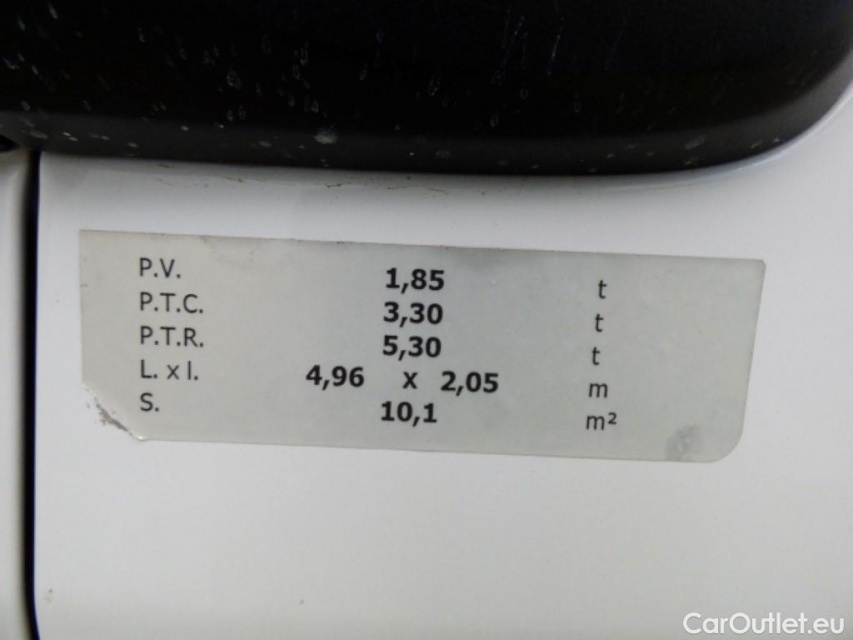 P.V. 1,85 t
P.T.C. 3,30 t
P.T.R. 5,30 t
L. x l. 4,96 x 2,05 m
S. 10,1 m²
CarOutlet.eu